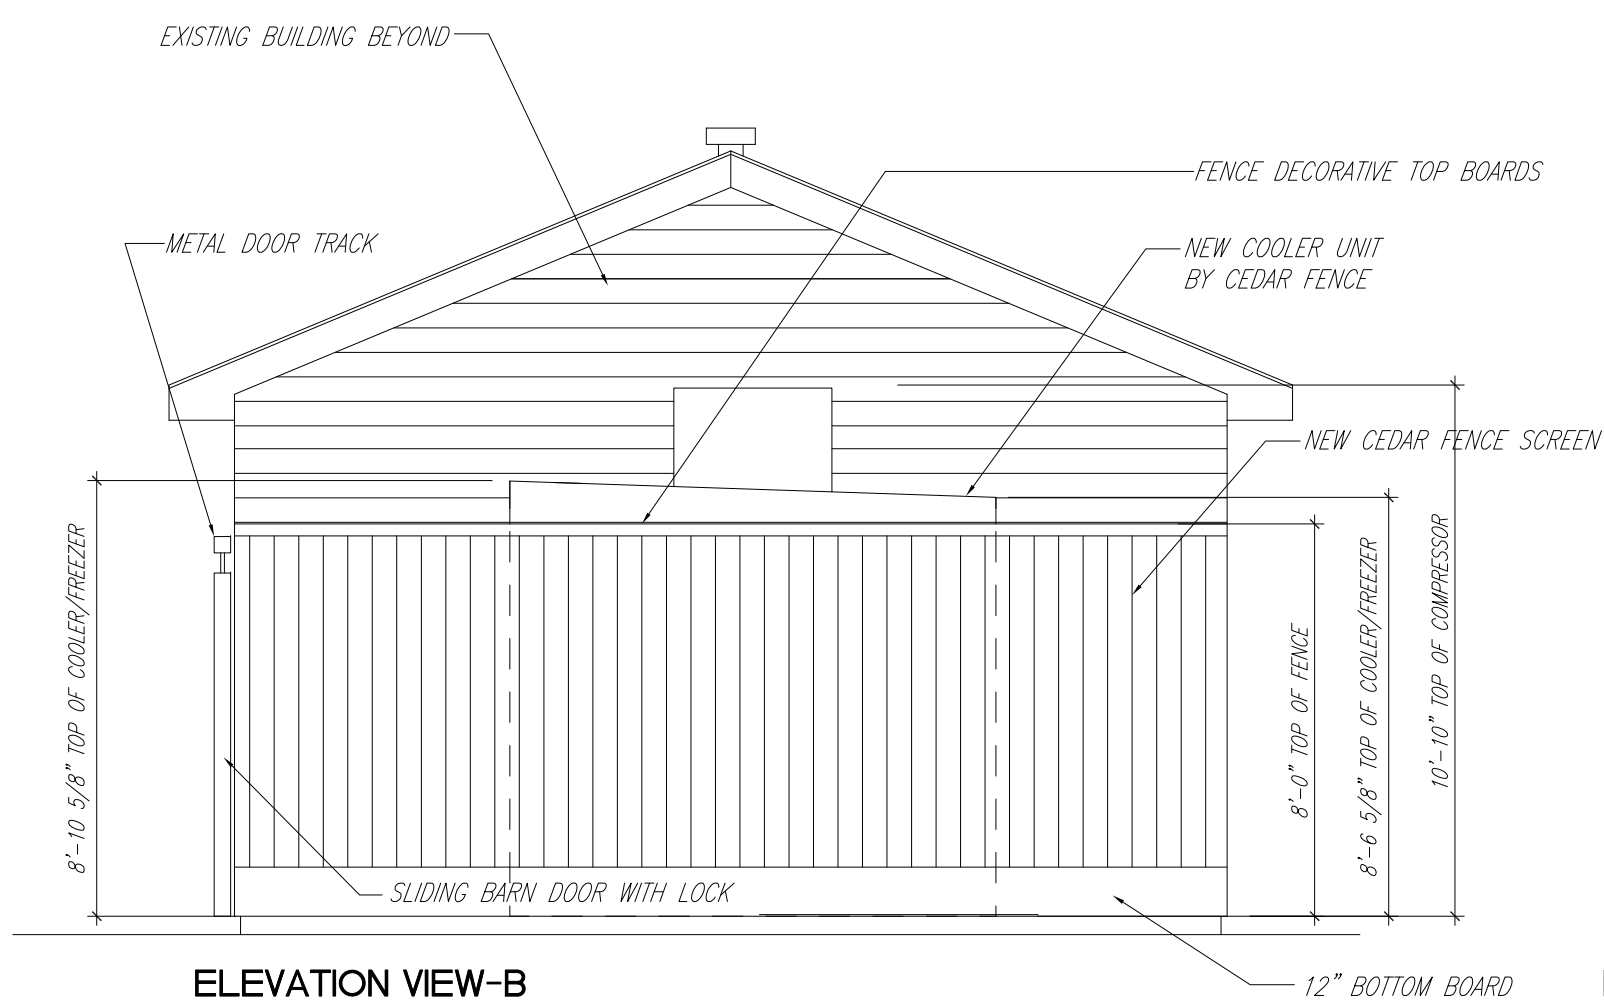 EXISTING BUILDING BEYOND
FENCE DECORATIVE TOP BOARDS
METAL DOOR TRACK
NEW COOLER UNIT
BY CEDAR FENCE
NEW CEDAR FENCE SCREEN
8'-10 5/8" TOP OF COOLER/FREEZER
8'-0" TOP OF FENCE
8'-6 5/8" TOP OF COOLER/FREEZER
10'-10" TOP OF COMPRESSOR
SLIDING BARN DOOR WITH LOCK
ELEVATION VIEW-B
12" BOTTOM BOARD